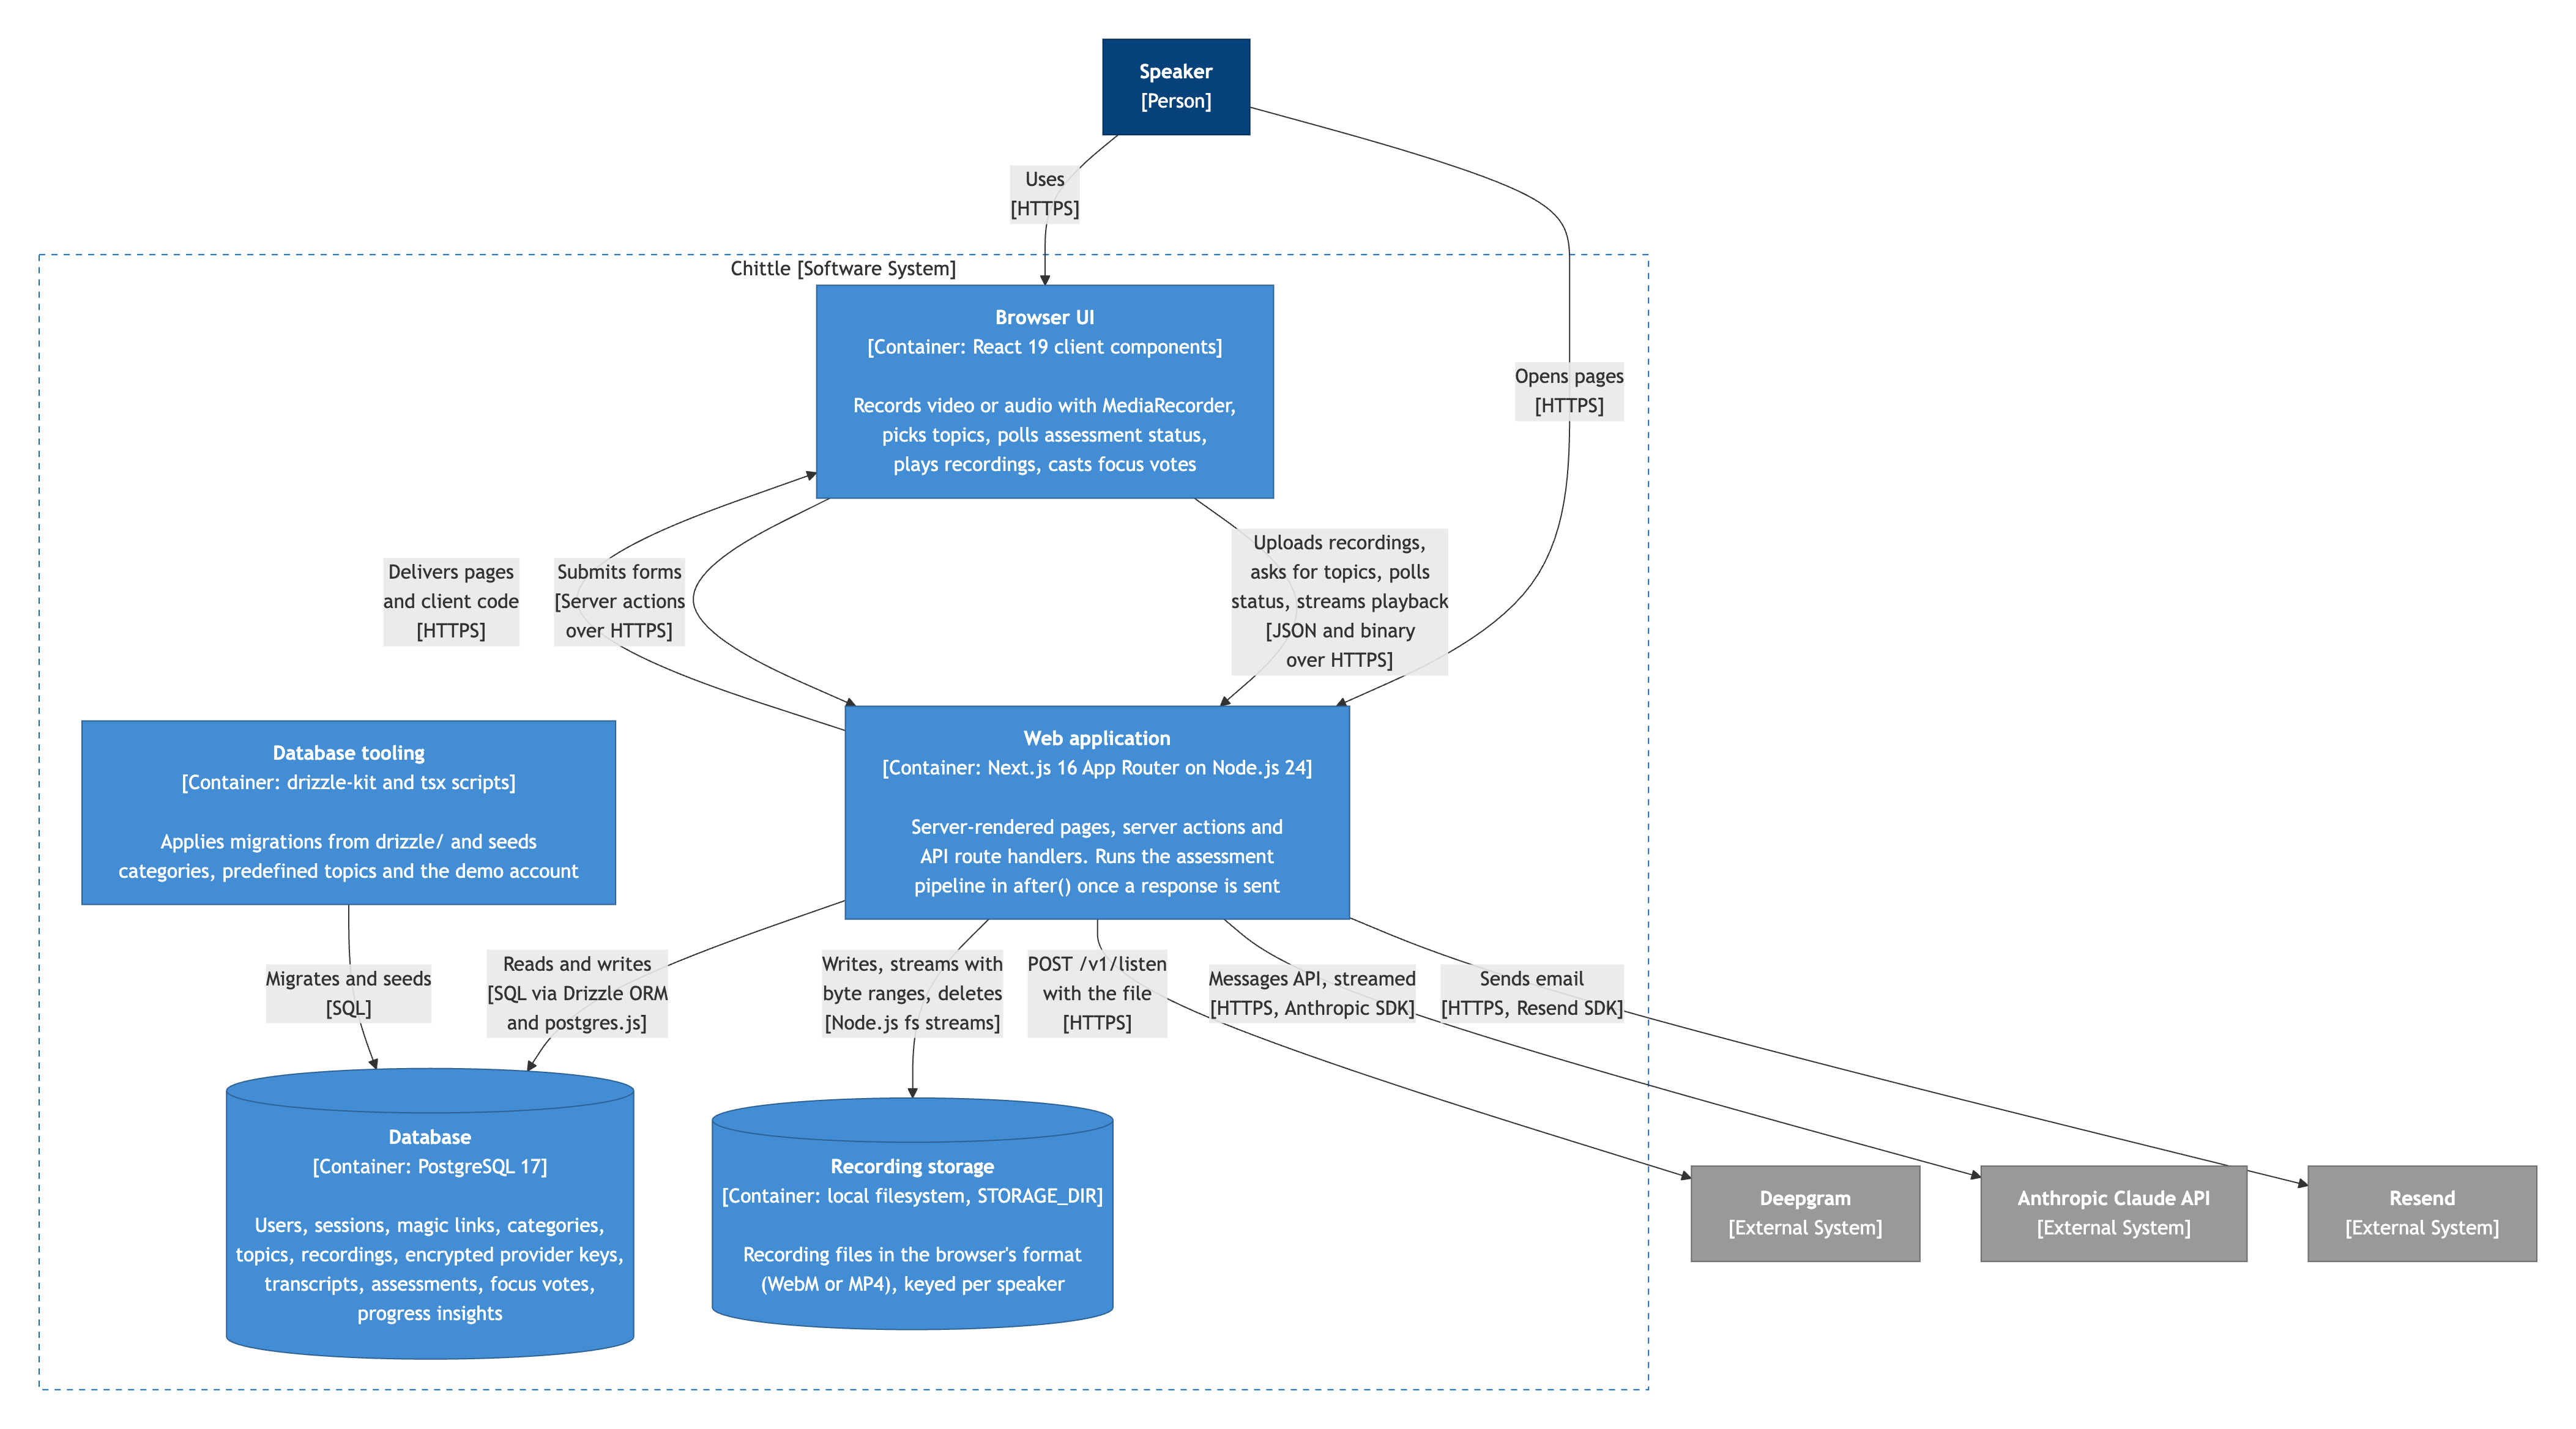 Speaker
[Person]
Uses
[HTTPS]
Chittle [Software System]
Browser UI
[Container: React 19 client components]
Records video or audio with MediaRecorder,
picks topics, polls assessment status,
plays recordings, casts focus votes
Opens pages
[HTTPS]
Delivers pages
and client code
[HTTPS]
Submits forms
[Server actions
over HTTPS]
Uploads recordings,
asks for topics, polls
status, streams playback
[JSON and binary
over HTTPS]
Database tooling
[Container: drizzle-kit and tsx scripts]
Applies migrations from drizzle/ and seeds
categories, predefined topics and the demo account
Web application
[Container: Next.js 16 App Router on Node.js 24]
Server-rendered pages, server actions and
API route handlers. Runs the assessment
pipeline in after() once a response is sent
Migrates and seeds
[SQL]
Reads and writes
[SQL via Drizzle ORM
and postgres.js]
Writes, streams with
byte ranges, deletes
[Node.js fs streams]
POST /v1/listen
with the file
[HTTPS]
Messages API, streamed
[HTTPS, Anthropic SDK]
Sends email
[HTTPS, Resend SDK]
Database
[Container: PostgreSQL 17]
Users, sessions, magic links, categories,
topics, recordings, encrypted provider keys,
transcripts, assessments, focus votes,
progress insights
Recording storage
[Container: local filesystem, STORAGE_DIR]
Recording files in the browser's format
(WebM or MP4), keyed per speaker
Deepgram
[External System]
Anthropic Claude API
[External System]
Resend
[External System]